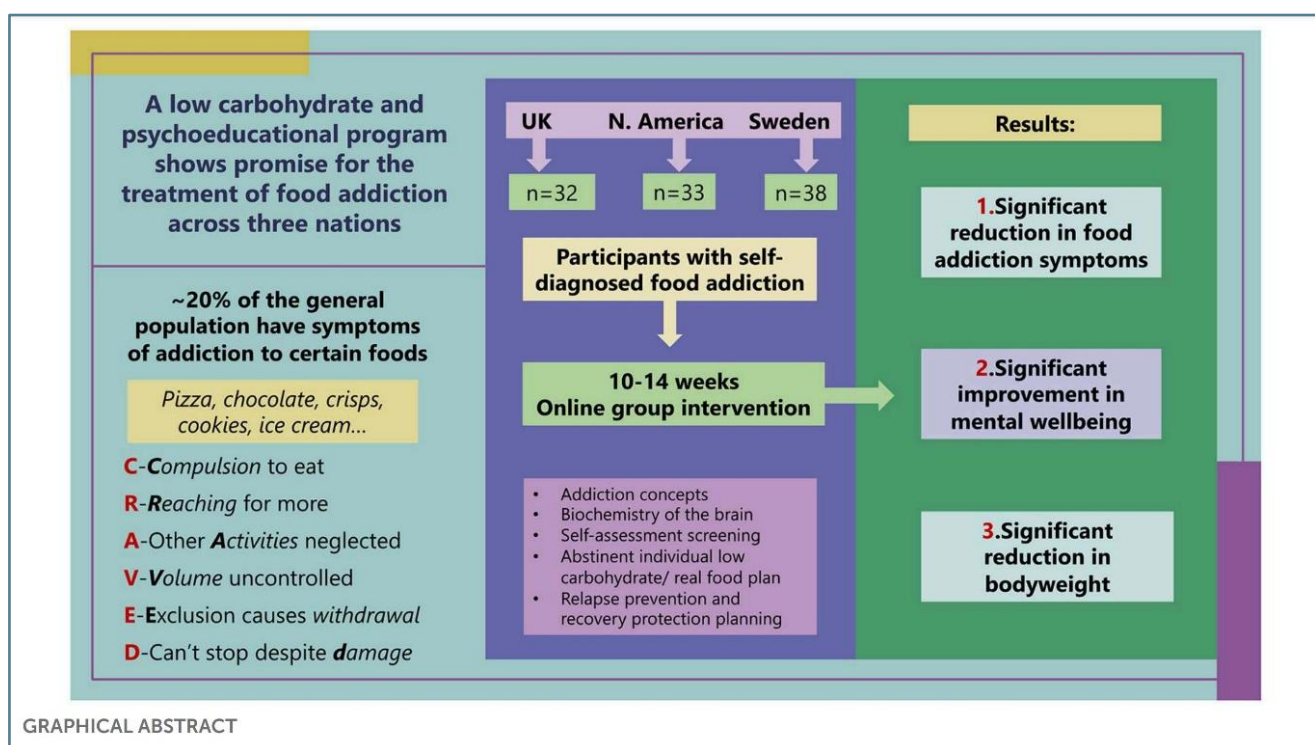 A low carbohydrate and
psychoeducational program
shows promise for the
treatment of food addiction
across three nations
~20% of the general
population have symptoms
of addiction to certain foods
Pizza, chocolate, crisps,
cookies, ice cream...
C-Compulsion to eat
R-Reaching for more
A-Other Activities neglected
V-Volume uncontrolled
E-Exclusion causes withdrawal
D-Can't stop despite damage
UK N. America Sweden
n=32 n=33 n=38
Participants with self-
diagnosed food addiction
10-14 weeks
Online group intervention
• Addiction concepts
• Biochemistry of the brain
• Self-assessment screening
• Abstinent individual low
carbohydrate/ real food plan
• Relapse prevention and
recovery protection planning
Results:
1.Significant
reduction in food
addiction symptoms
2.Significant
improvement in
mental wellbeing
3.Significant
reduction in
bodyweight
GRAPHICAL ABSTRACT